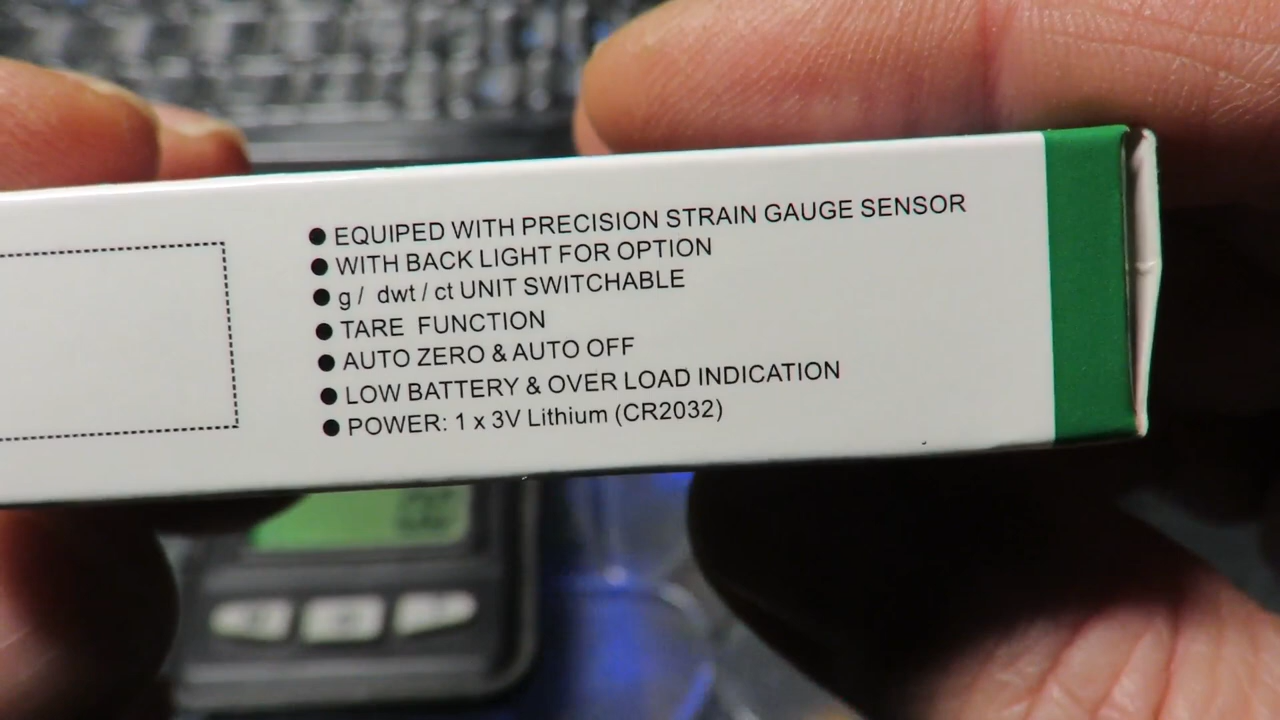 ● EQUIPED WITH PRECISION STRAIN GAUGE SENSOR
● WITH BACK LIGHT FOR OPTION
● g / dwt / ct UNIT SWITCHABLE
● TARE FUNCTION
● AUTO ZERO & AUTO OFF
● LOW BATTERY & OVER LOAD INDICATION
● POWER: 1 x 3V Lithium (CR2032)